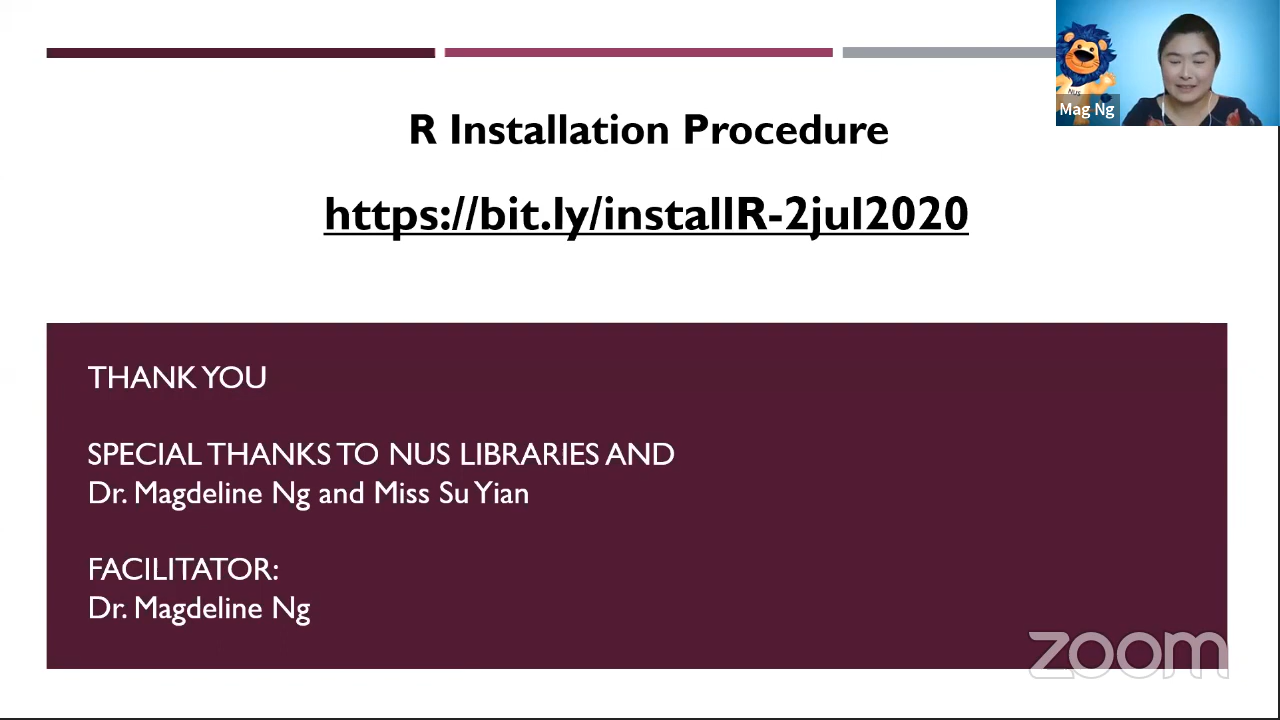 R Installation Procedure
https://bit.ly/installR-2jul2020
NUS
Mag Ng
THANK YOU
SPECIAL THANKS TO NUS LIBRARIES AND
Dr. Magdeline Ng and Miss Su Yian
FACILITATOR:
Dr. Magdeline Ng
zoom